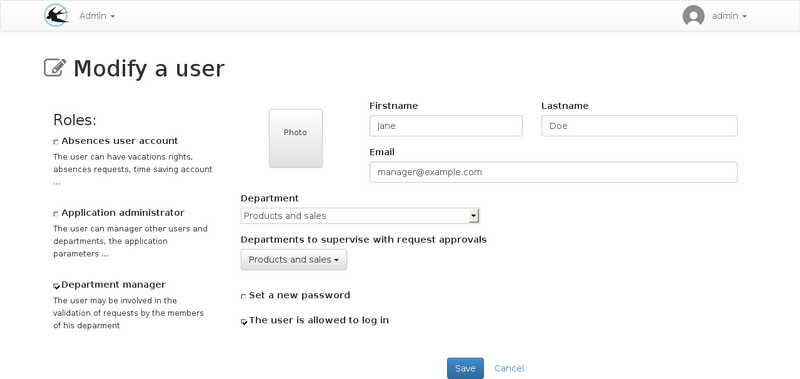 Admin
admin
Modify a user
Roles:
Absences user account
The user can have vacations rights,
absences requests, time saving account
...
Application administrator
The user can manager other users and
departments, the application
parameters ...
Department manager
The user may be involved in the
validation of requests by the members
of his deparment
Photo
Firstname
Lastname
Jane
Doe
Email
manager@example.com
Department
Products and sales
Departments to supervise with request approvals
Products and sales
Set a new password
The user is allowed to log in
Save
Cancel